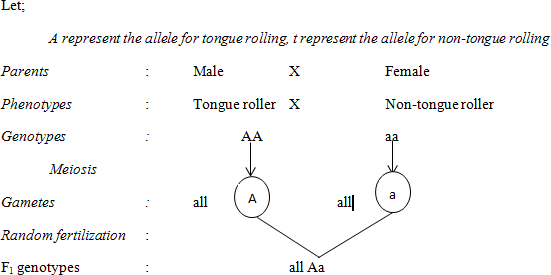 Let;
A represent the allele for tongue rolling, t represent the allele for non-tongue rolling
Parents : Male X Female
Phenotypes : Tongue roller X Non-tongue roller
Genotypes : AA aa
Meiosis
Gametes : all A all a
Random fertilization :
F₁ genotypes : all Aa